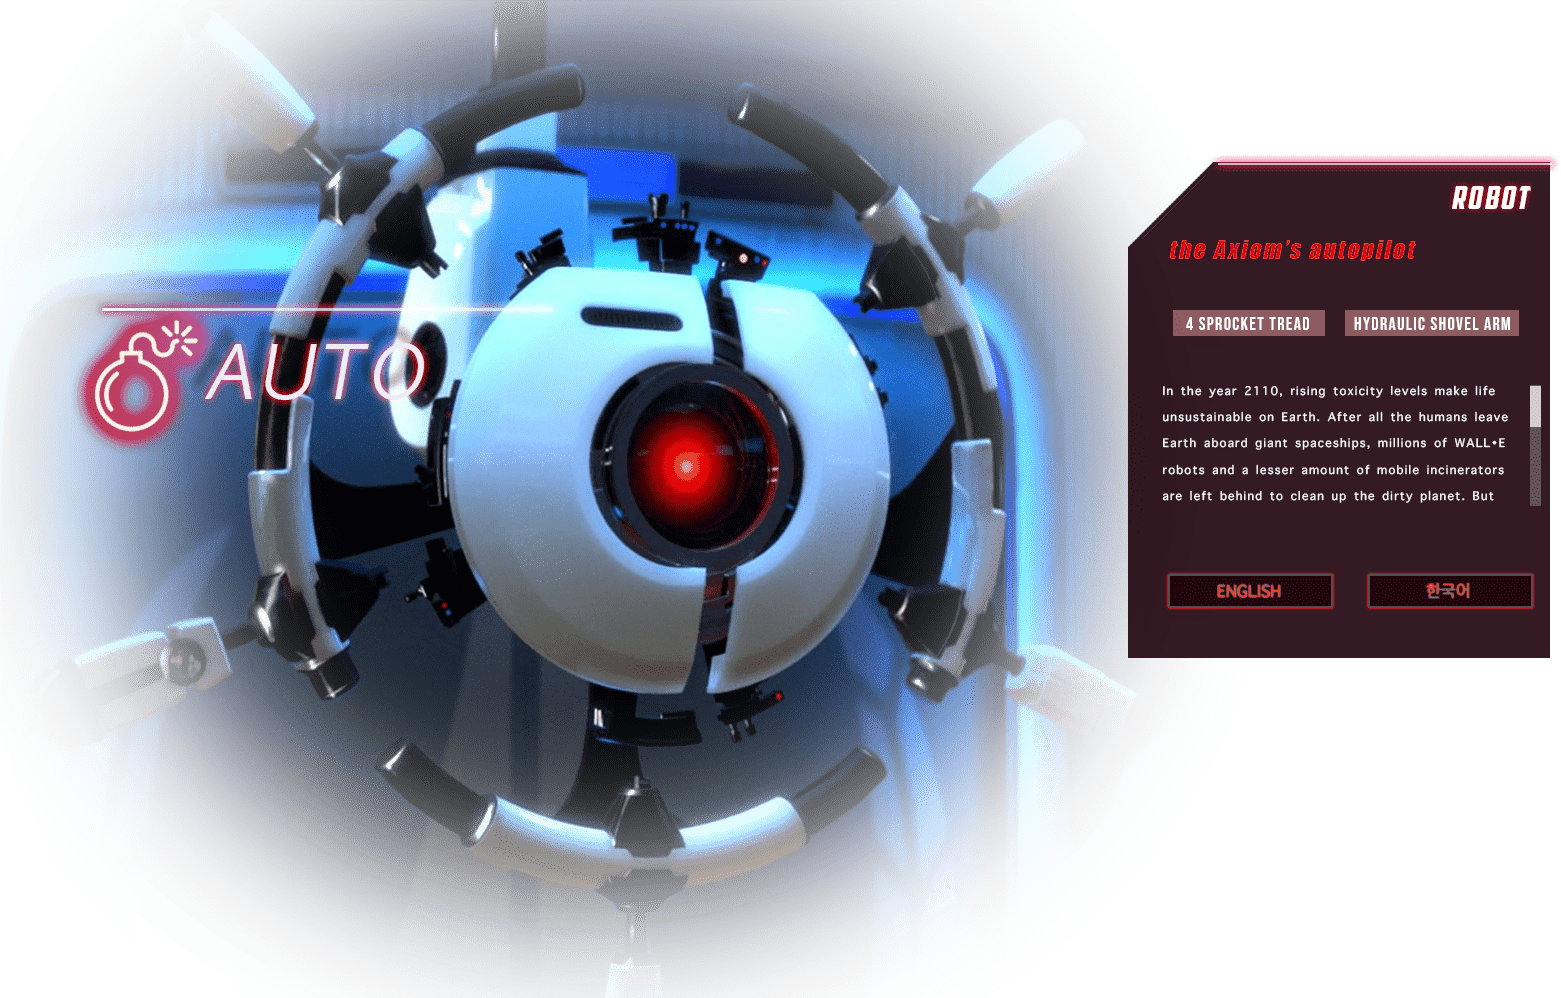 AUTO
ROBOT
the Axiom's autopilot
4 SPROCKET TREAD
HYDRAULIC SHOVEL ARM
In the year 2110, rising toxicity levels make life
unsustainable on Earth. After all the humans leave
Earth aboard giant spaceships, millions of WALL•E
robots and a lesser amount of mobile incinerators
are left behind to clean up the dirty planet. But
ENGLISH
한국어